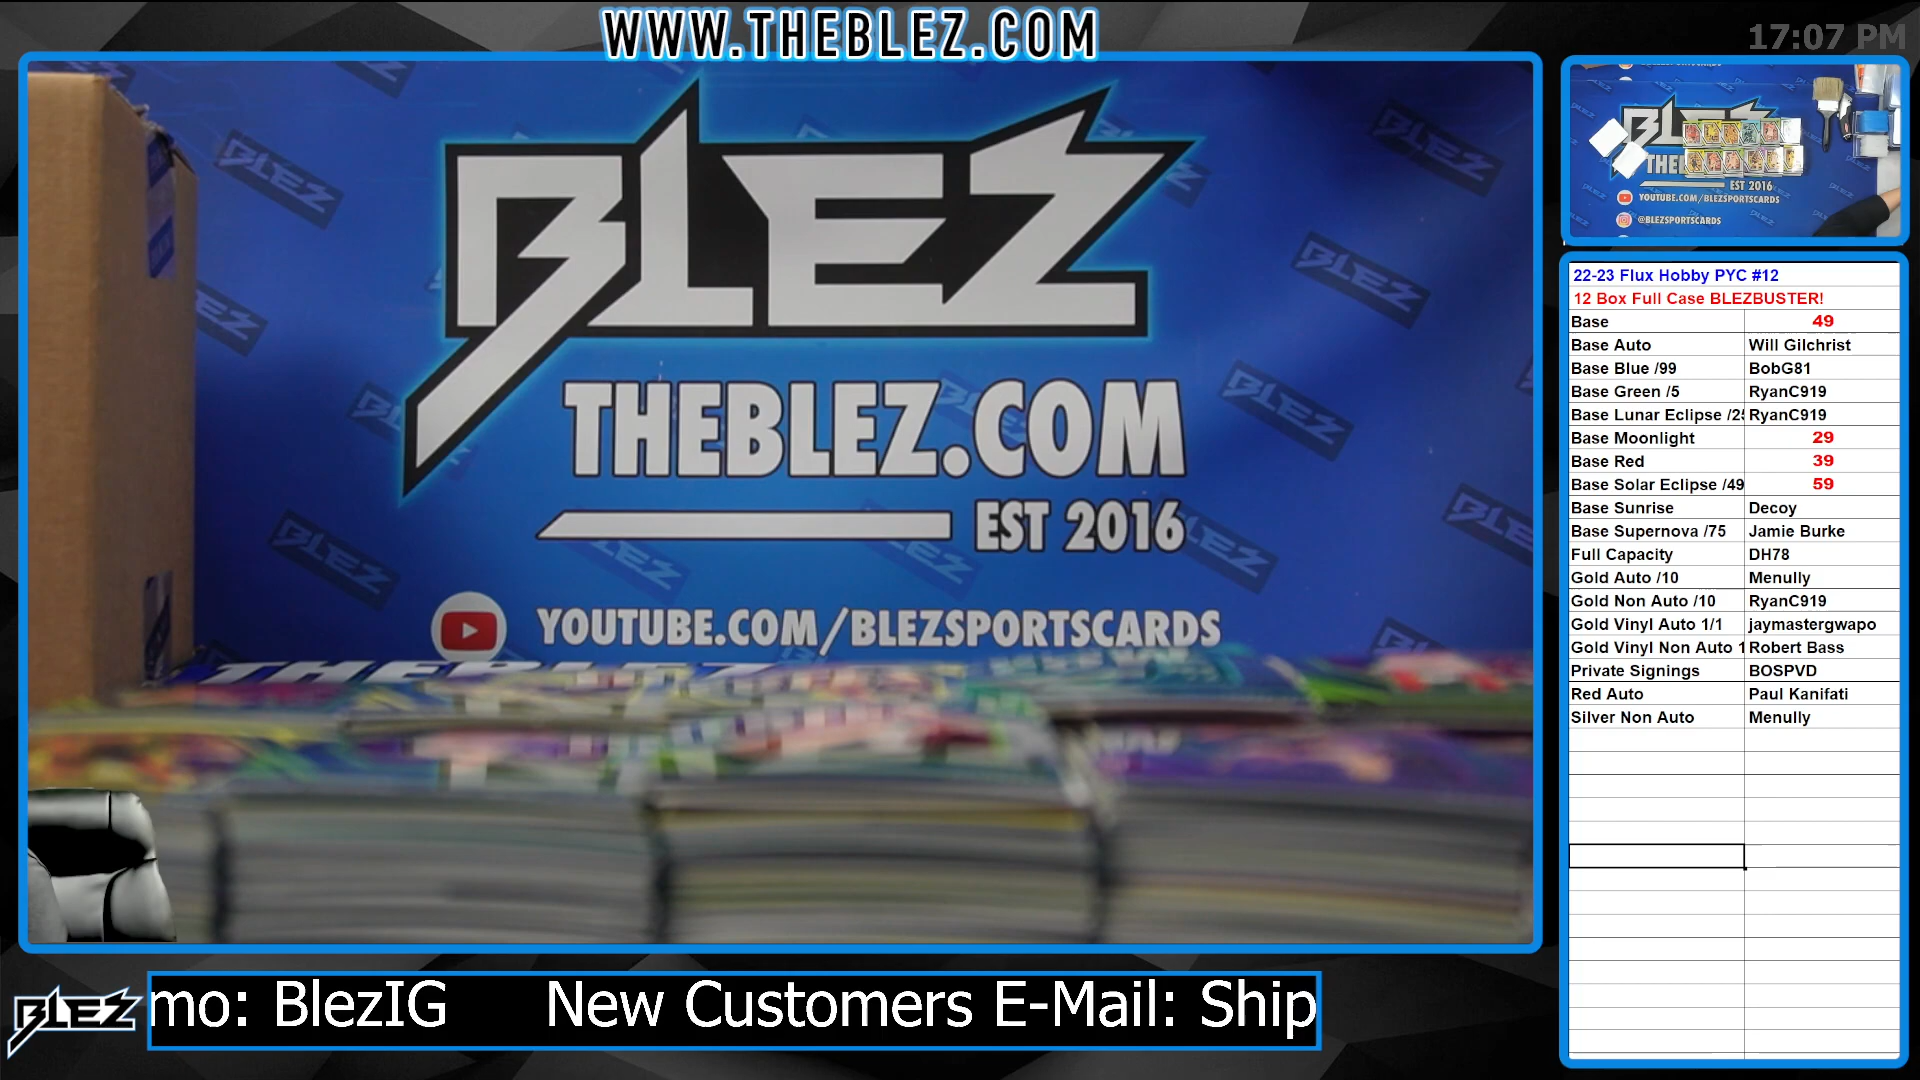 WWW.THEBLEZ.COM
17:07 PM
BLEZ
THEBLEZ.COM
EST 2016
YOUTUBE.COM/BLEZSPORTSCARDS
THEBLEZ
BLEZ
THE
EST 2016
YOUTUBE.COM/BLEZSPORTSCARDS
@BLEZSPORTSCARDS
22-23 Flux Hobby PYC #12
12 Box Full Case BLEZBUSTER!
Base 49
Base Auto Will Gilchrist
Base Blue /99 BobG81
Base Green /5 RyanC919
Base Lunar Eclipse /25 RyanC919
Base Moonlight 29
Base Red 39
Base Solar Eclipse /49 59
Base Sunrise Decoy
Base Supernova /75 Jamie Burke
Full Capacity DH78
Gold Auto /10 Menully
Gold Non Auto /10 RyanC919
Gold Vinyl Auto 1/1 jaymastergwapo
Gold Vinyl Non Auto 1 Robert Bass
Private Signings BOSPVD
Red Auto Paul Kanifati
Silver Non Auto Menully
BLEZ
mo: BlezIG New Customers E-Mail: Ship